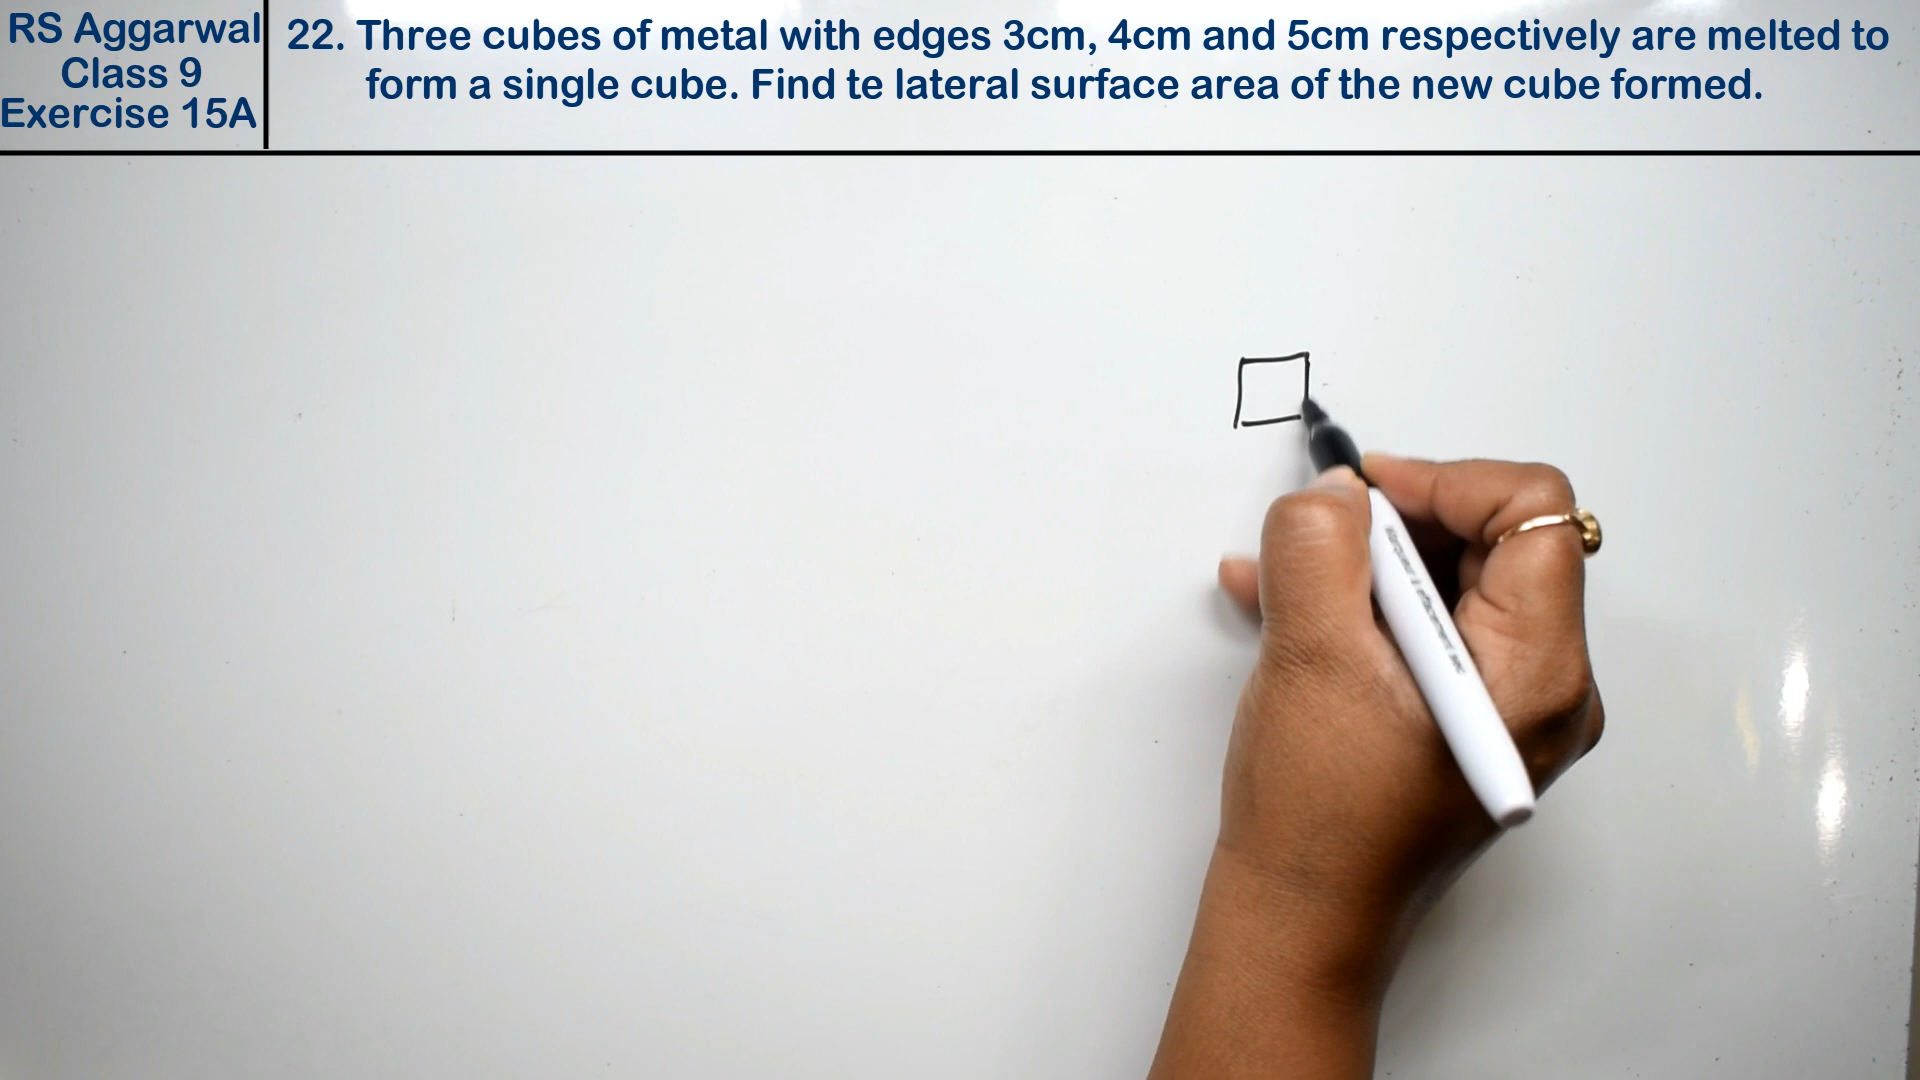 RS Aggarwal
Class 9
Exercise 15A
22. Three cubes of metal with edges 3cm, 4cm and 5cm respectively are melted to
form a single cube. Find te lateral surface area of the new cube formed.